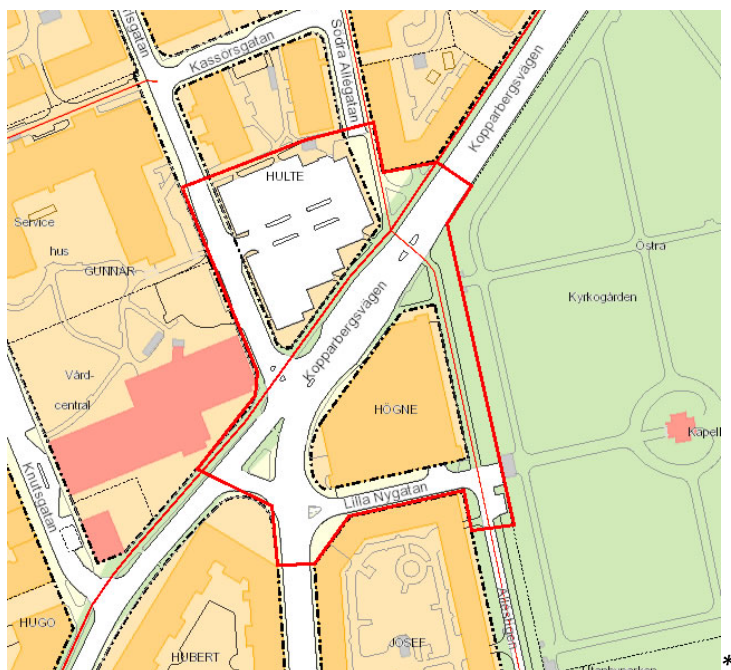 Kassörsgatan
Södra Allégatan
Kopparbergsvägen
HULTE
Service
hus
GUNNAR
Östra
Kyrkogården
Kopparbergsvägen
Vård-
central
HÖGNE
Kapell
Knutsgatan
Lilla Nygatan
HUGO
HUBERT
JOSEF
*